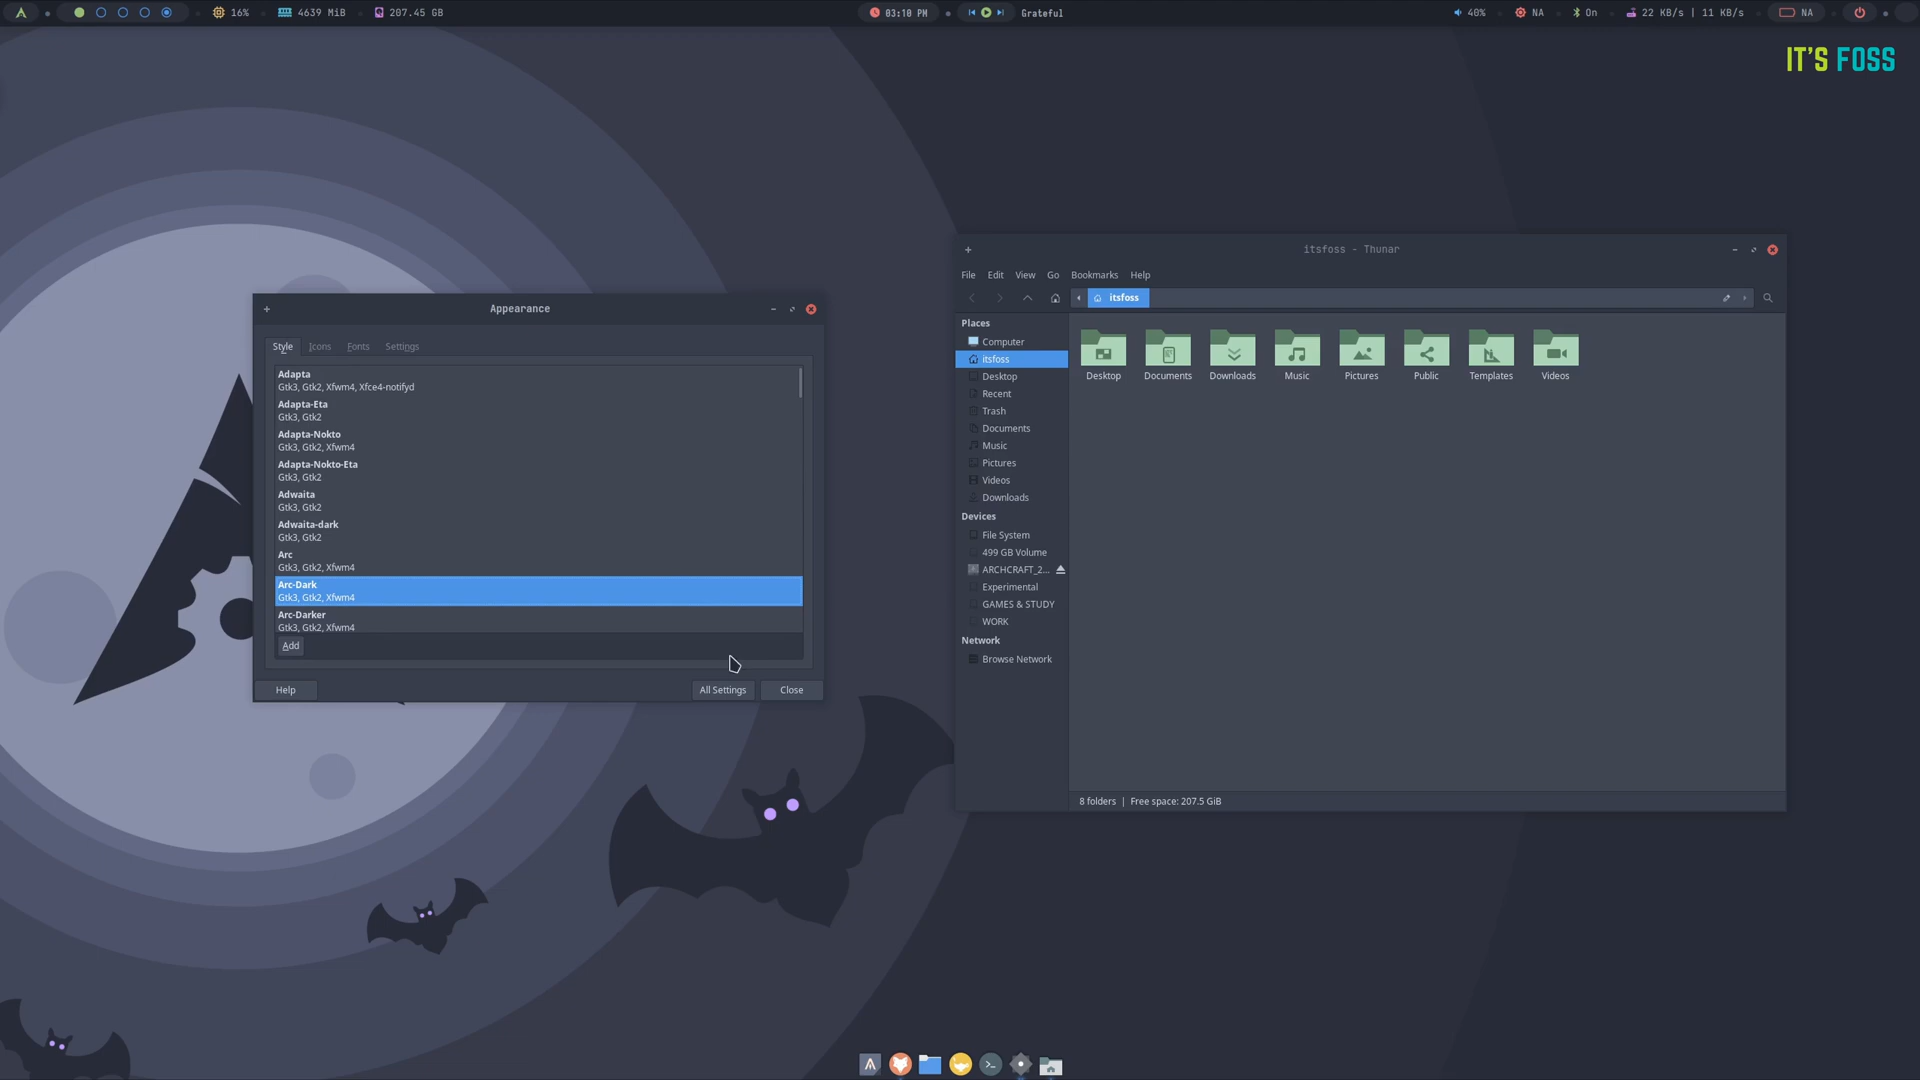 16%
4639 MiB
207.45 GB
03:10 PM
Grateful
40%
NA
On
22 KB/s | 11 KB/s
NA
IT'S FOSS
Appearance
Style
Icons
Fonts
Settings
Adapta
Gtk3, Gtk2, Xfwm4, Xfce4-notifyd
Adapta-Eta
Gtk3, Gtk2
Adapta-Nokto
Gtk3, Gtk2, Xfwm4
Adapta-Nokto-Eta
Gtk3, Gtk2
Adwaita
Gtk3, Gtk2
Adwaita-dark
Gtk3, Gtk2
Arc
Gtk3, Gtk2, Xfwm4
Arc-Dark
Gtk3, Gtk2, Xfwm4
Arc-Darker
Gtk3, Gtk2, Xfwm4
Add
Help
All Settings
Close
itsfoss - Thunar
File
Edit
View
Go
Bookmarks
Help
itsfoss
Places
Computer
itsfoss
Desktop
Recent
Trash
Documents
Music
Pictures
Videos
Downloads
Devices
File System
499 GB Volume
ARCHCRAFT_2...
Experimental
GAMES & STUDY
WORK
Network
Browse Network
Desktop
Documents
Downloads
Music
Pictures
Public
Templates
Videos
8 folders | Free space: 207.5 GiB